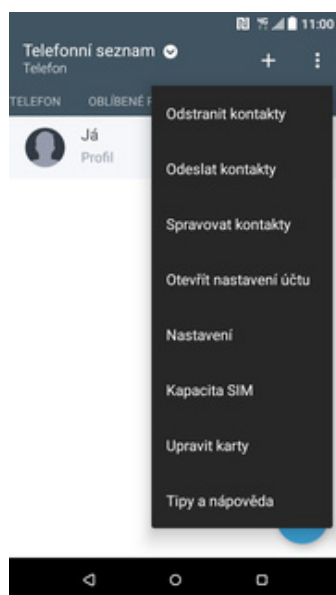 11:00
Telefonní seznam
Telefon
TELEFON OBLÍBENÉ
Já
Profil
Odstranit kontakty
Odeslat kontakty
Spravovat kontakty
Otevřít nastavení účtu
Nastavení
Kapacita SIM
Upravit karty
Tipy a nápověda